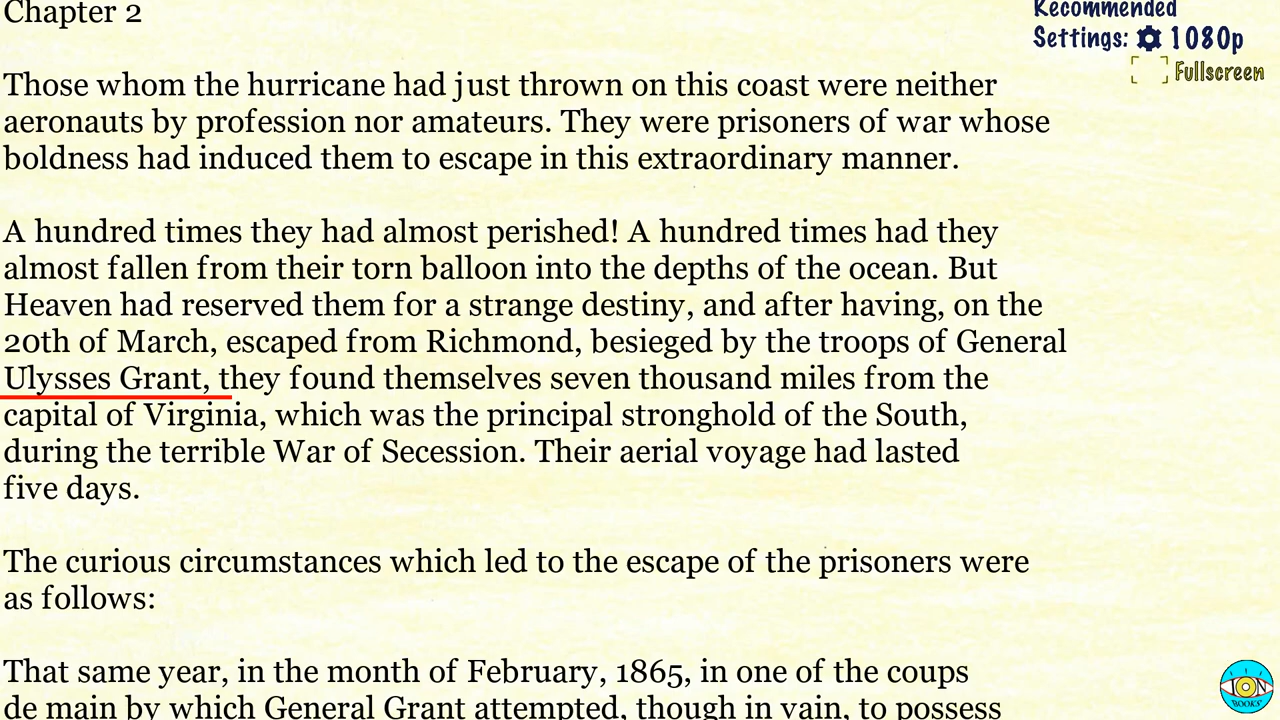 Chapter 2
Recommended
Settings: 1080p
Fullscreen
Those whom the hurricane had just thrown on this coast were neither
aeronauts by profession nor amateurs. They were prisoners of war whose
boldness had induced them to escape in this extraordinary manner.
A hundred times they had almost perished! A hundred times had they
almost fallen from their torn balloon into the depths of the ocean. But
Heaven had reserved them for a strange destiny, and after having, on the
20th of March, escaped from Richmond, besieged by the troops of General
Ulysses Grant, they found themselves seven thousand miles from the
capital of Virginia, which was the principal stronghold of the South,
during the terrible War of Secession. Their aerial voyage had lasted
five days.
The curious circumstances which led to the escape of the prisoners were
as follows:
That same year, in the month of February, 1865, in one of the coups
de main by which General Grant attempted, though in vain, to possess
ION
BOOKS